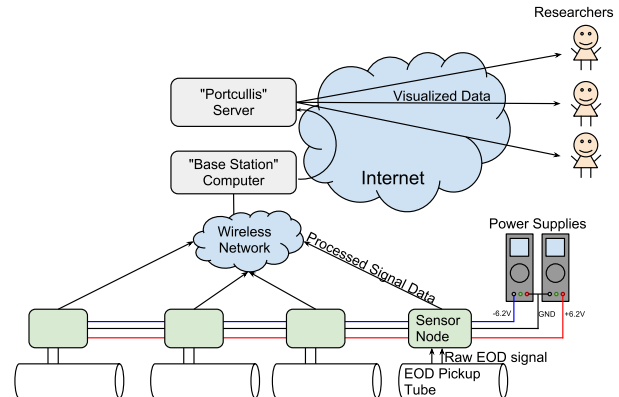 Researchers
"Portcullis"
Server
Visualized Data
"Base Station"
Computer
Internet
Wireless
Network
Processed Signal Data
Power Supplies
-6.2V
GND
+6.2V
Sensor
Node
Raw EOD signal
EOD Pickup
Tube